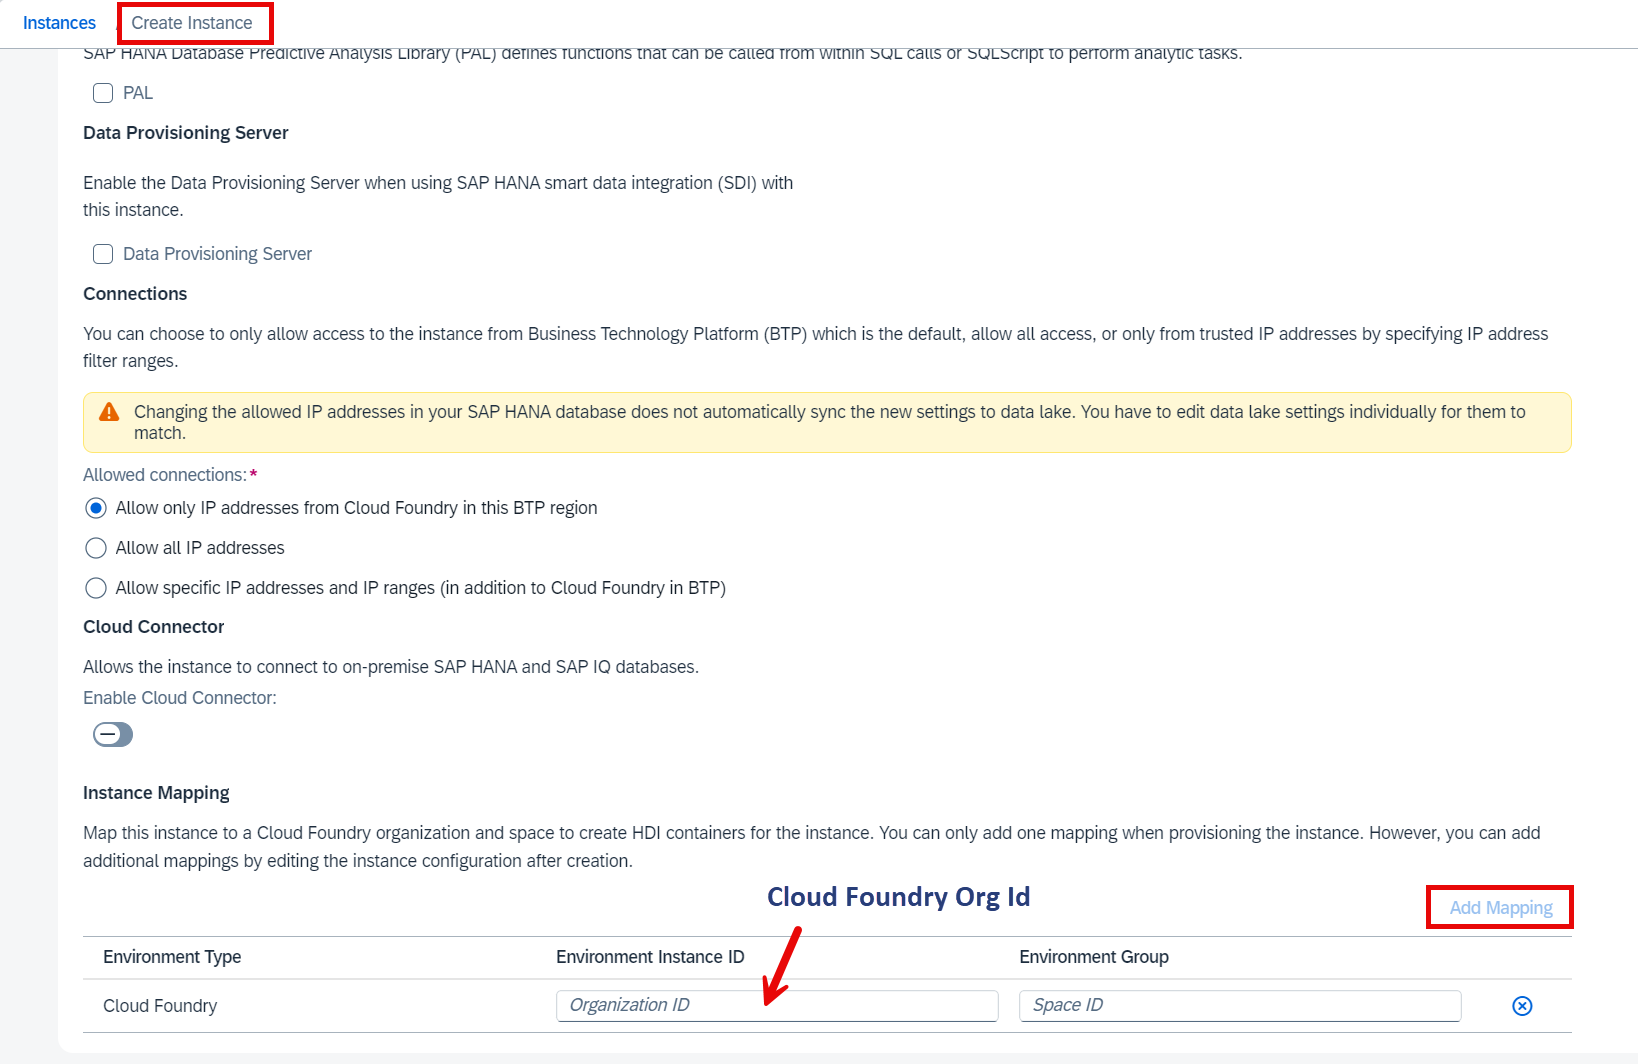 Instances
Create Instance
SAP HANA Database Predictive Analysis Library (PAL) defines functions that can be called from within SQL calls or SQLScript to perform analytic tasks.
PAL
Data Provisioning Server
Enable the Data Provisioning Server when using SAP HANA smart data integration (SDI) with
this instance.
Data Provisioning Server
Connections
You can choose to only allow access to the instance from Business Technology Platform (BTP) which is the default, allow all access, or only from trusted IP addresses by specifying IP address
filter ranges.
Changing the allowed IP addresses in your SAP HANA database does not automatically sync the new settings to data lake. You have to edit data lake settings individually for them to
match.
Allowed connections:*
Allow only IP addresses from Cloud Foundry in this BTP region
Allow all IP addresses
Allow specific IP addresses and IP ranges (in addition to Cloud Foundry in BTP)
Cloud Connector
Allows the instance to connect to on-premise SAP HANA and SAP IQ databases.
Enable Cloud Connector:
Instance Mapping
Map this instance to a Cloud Foundry organization and space to create HDI containers for the instance. You can only add one mapping when provisioning the instance. However, you can add
additional mappings by editing the instance configuration after creation.
Cloud Foundry Org Id
Add Mapping
Environment Type
Environment Instance ID
Environment Group
Cloud Foundry
Organization ID
Space ID